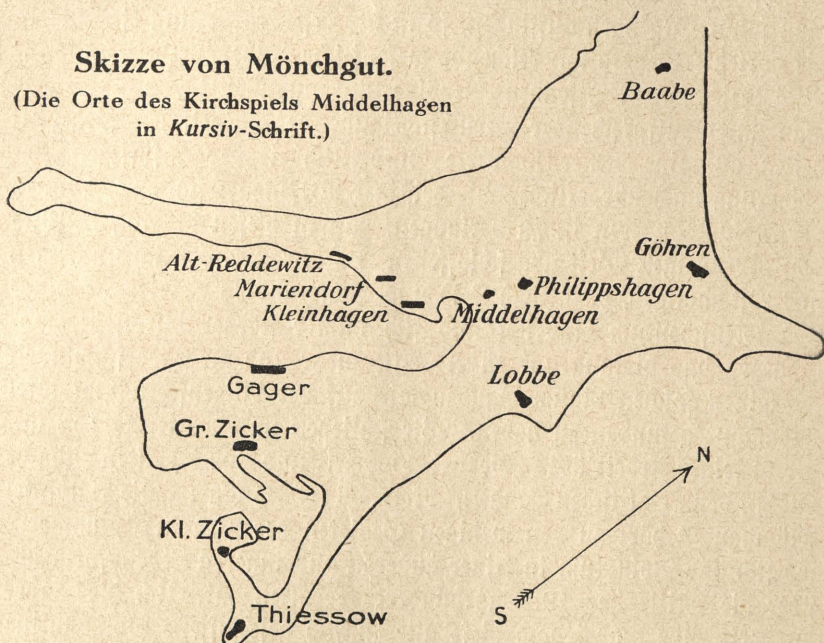 Skizze von Mönchgut.
(Die Orte des Kirchspiels Middelhagen
in Kursiv-Schrift.)
Baabe
Göhren
Alt-Reddewitz
Mariendorf
Philippshagen
Kleinhagen
Middelhagen
Gager
Lobbe
Gr. Zicker
N
Kl. Zicker
S
Thiessow